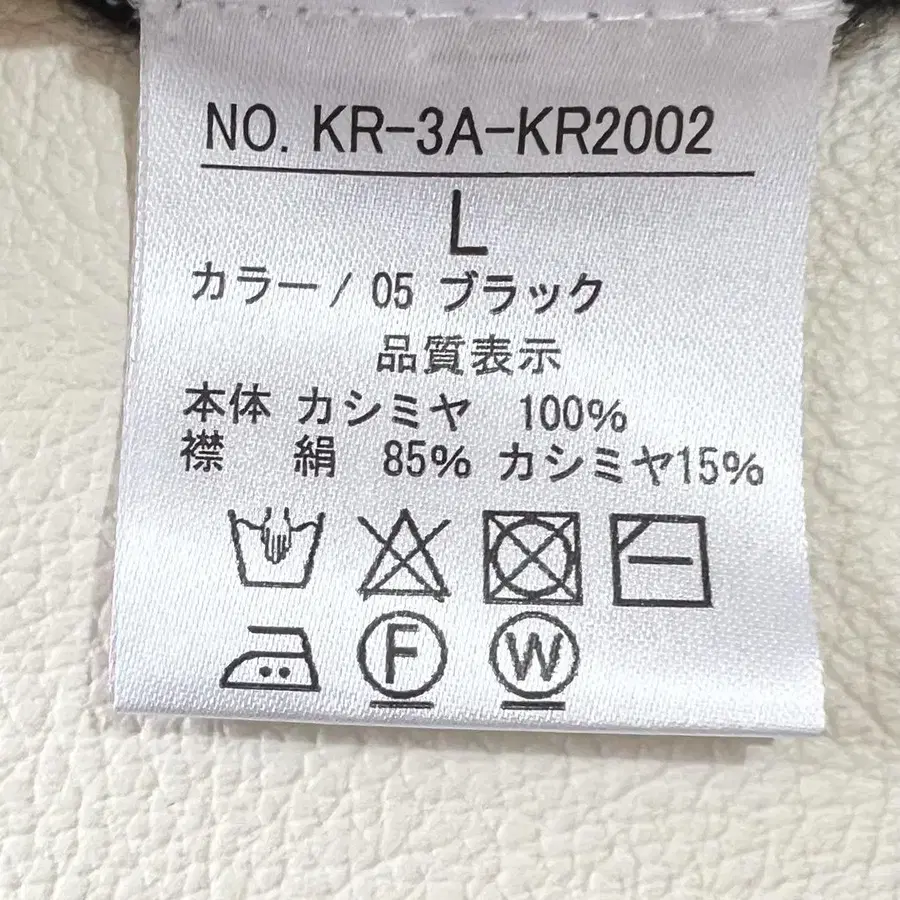 NO. KR-3A-KR2002
L
カラー/ 05 ブラック
品質表示
本体 カシミヤ 100%
襟 絹 85% カシミヤ15%
F W